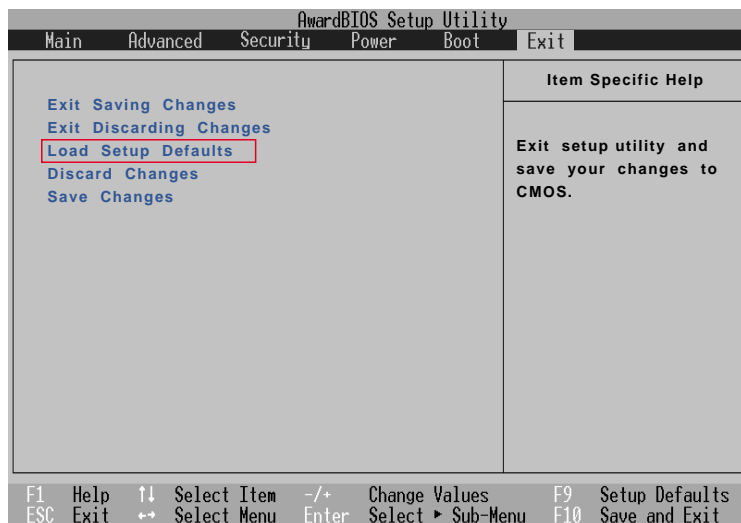 AwardBIOS Setup Utility
Main Advanced Security Power Boot Exit
Exit Saving Changes
Exit Discarding Changes
Load Setup Defaults
Discard Changes
Save Changes
Item Specific Help
Exit setup utility and
save your changes to
CMOS.
F1 Help ↑↓ Select Item -/+ Change Values F9 Setup Defaults
ESC Exit ←→ Select Menu Enter Select ▶ Sub-Menu F10 Save and Exit